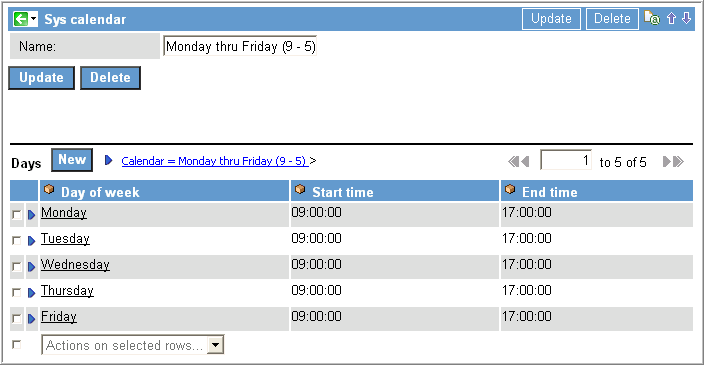 Sys calendar Update Delete
Name: Monday thru Friday (9 - 5)
Update Delete
Days New Calendar = Monday thru Friday (9 - 5) > 1 to 5 of 5
Day of week Start time End time
Monday 09:00:00 17:00:00
Tuesday 09:00:00 17:00:00
Wednesday 09:00:00 17:00:00
Thursday 09:00:00 17:00:00
Friday 09:00:00 17:00:00
Actions on selected rows...